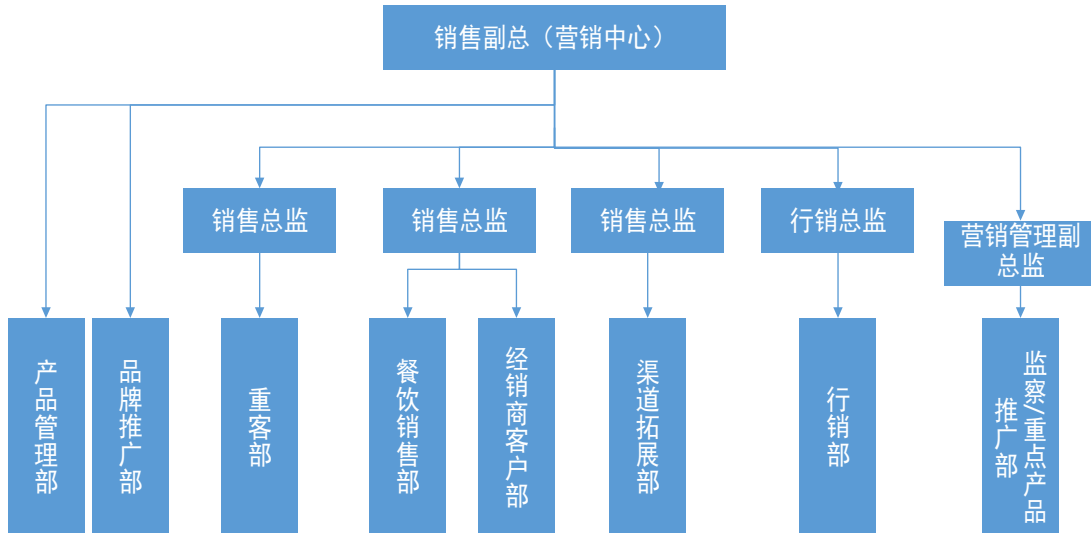 销售副总（营销中心）
销售总监
销售总监
销售总监
行销总监
营销管理副
总监
产品管理部
品牌推广部
重客部
餐饮销售部
经销商客户部
渠道拓展部
行销部
监察/重点产品
推广部